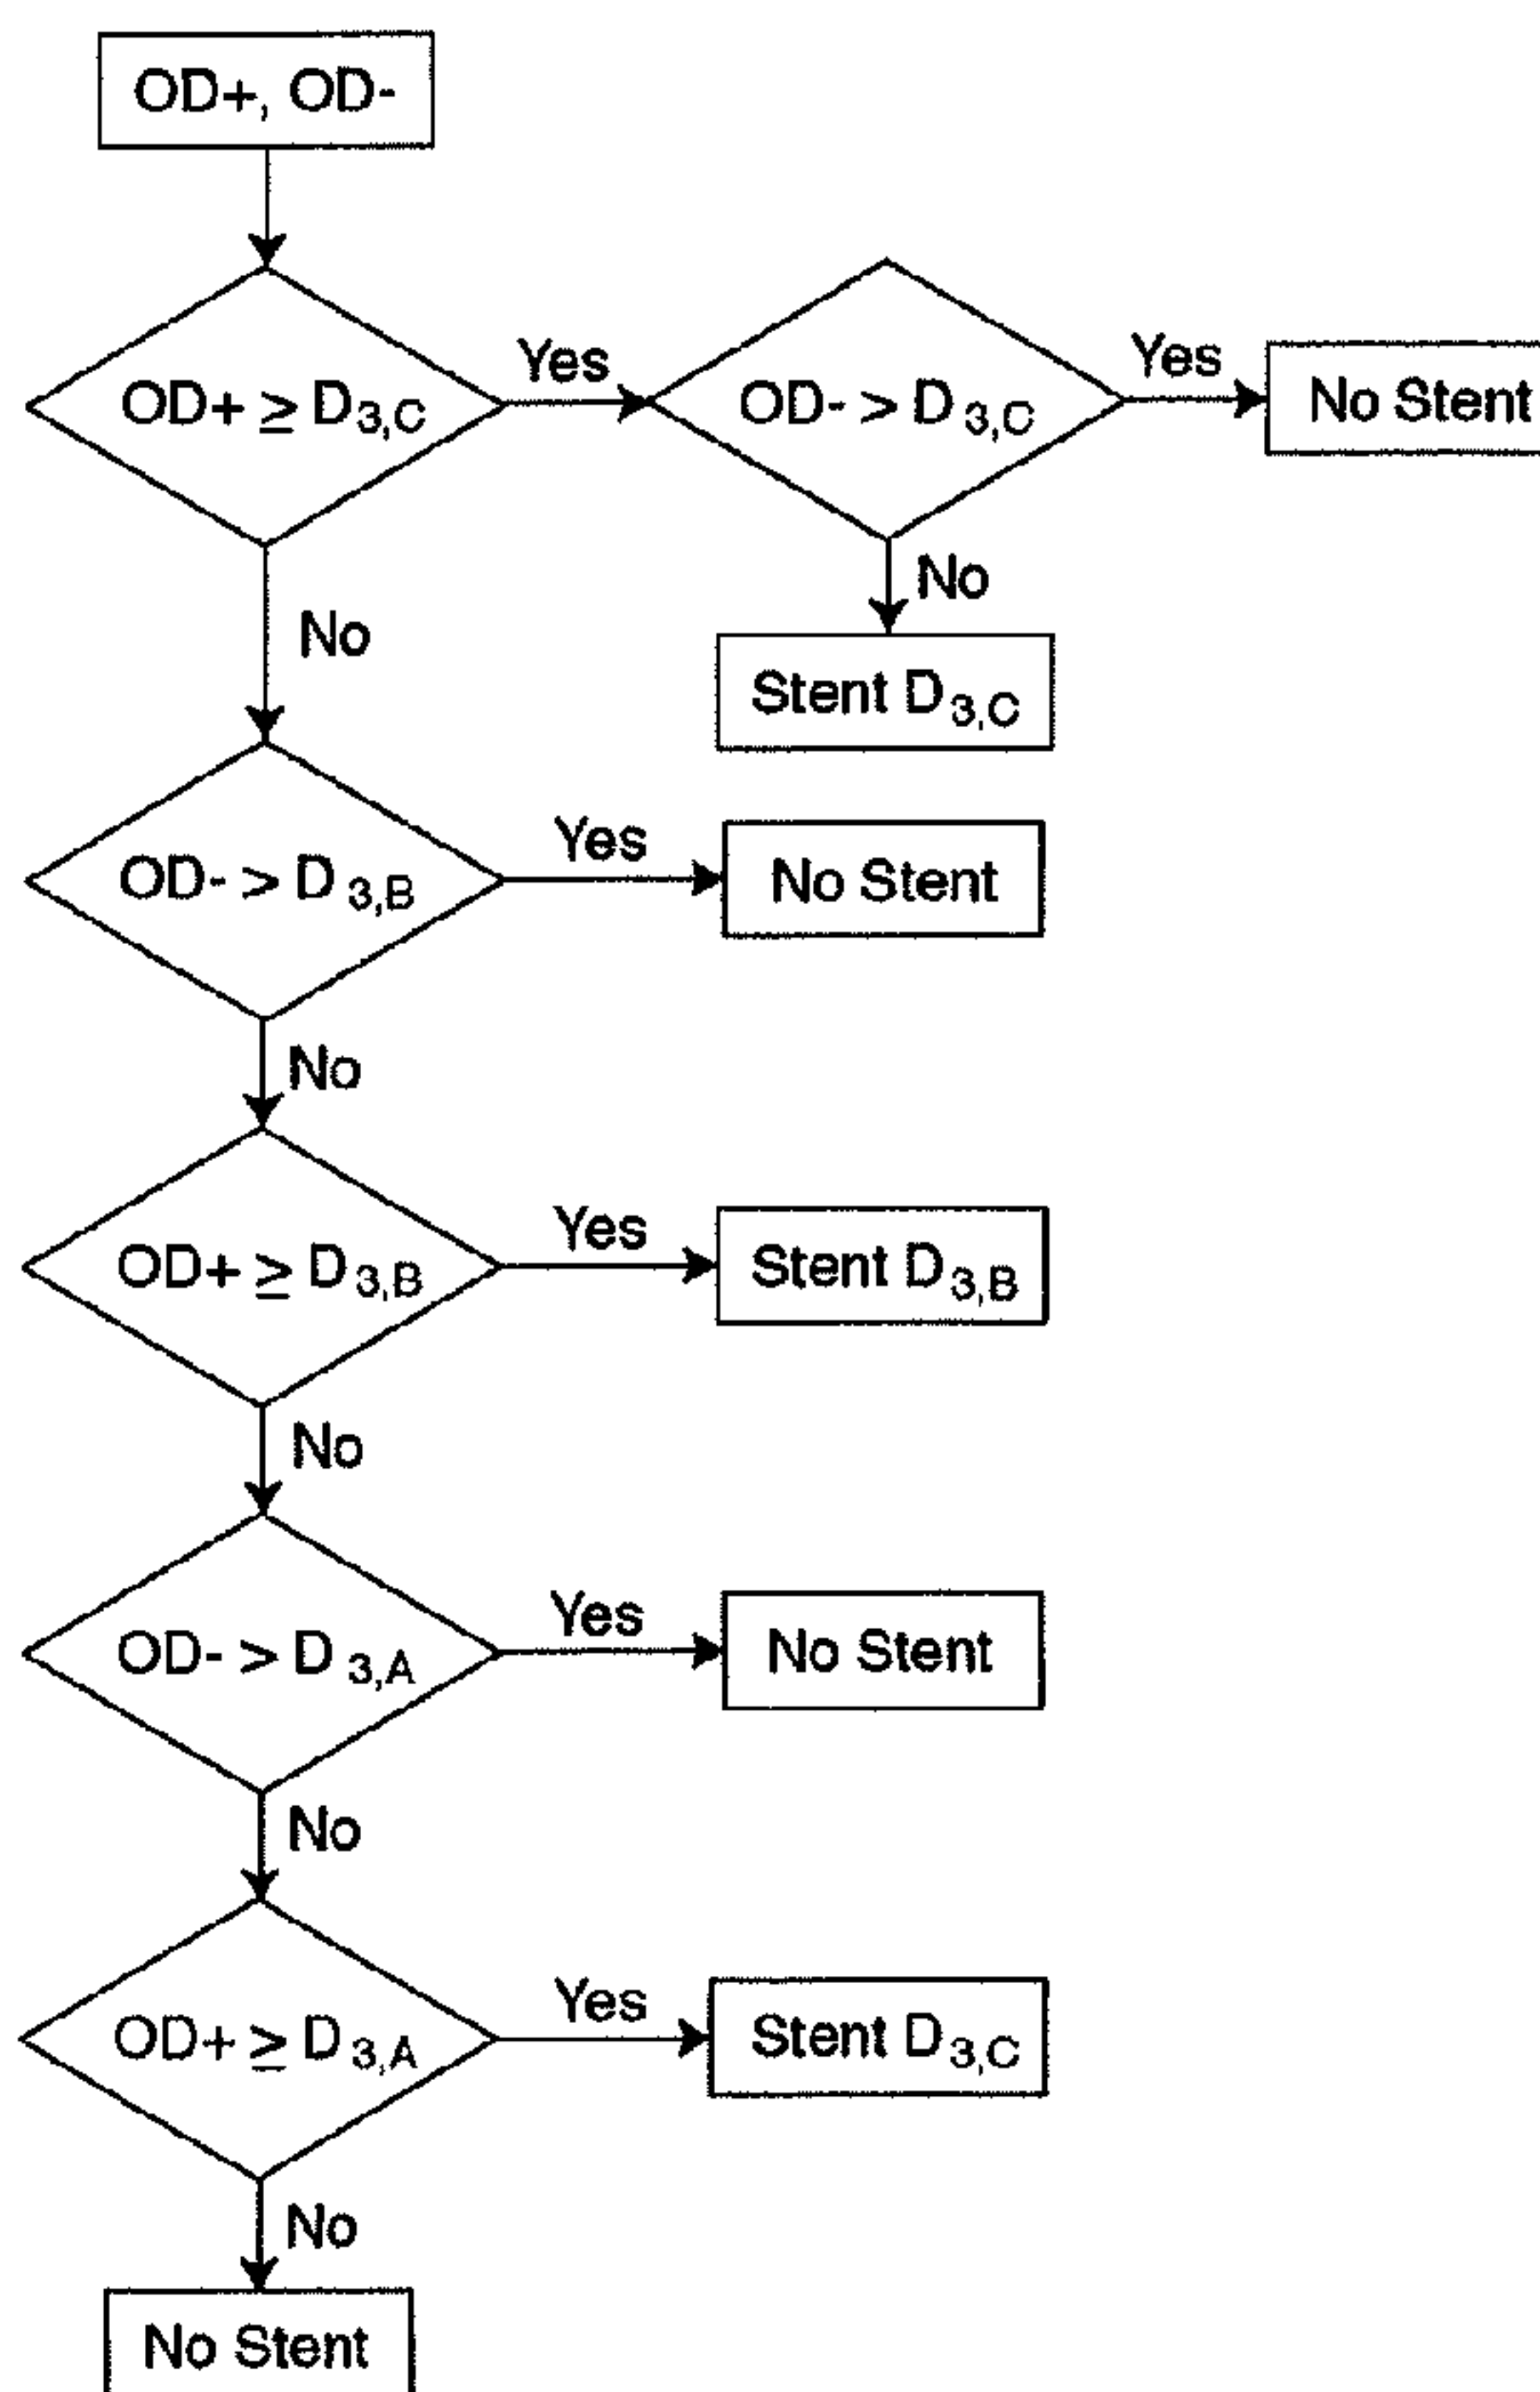 OD+, OD-
OD+ ≥ D3,C
Yes
OD- > D3,C
Yes
No Stent
No
Stent D3,C
No
OD- > D3,B
Yes
No Stent
No
OD+ ≥ D3,B
Yes
Stent D3,B
No
OD- > D3,A
Yes
No Stent
No
OD+ ≥ D3,A
Yes
Stent D3,C
No
No Stent